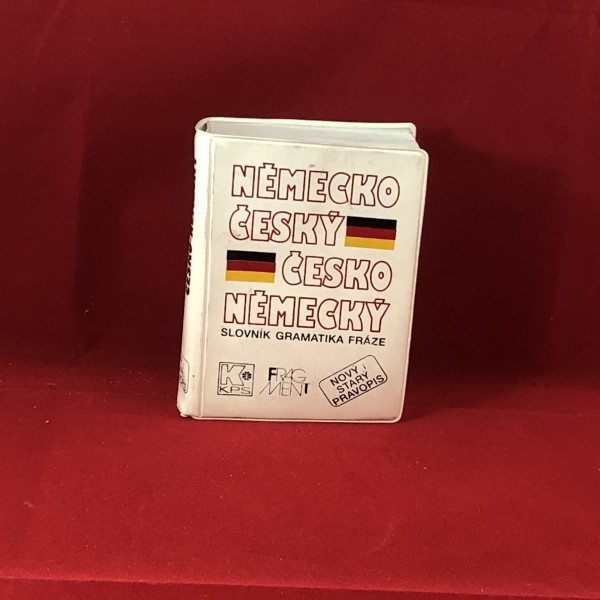 NĚMECKO
ČESKÝ
ČESKO
NĚMECKÝ
SLOVNÍK GRAMATIKA FRÁZE
K
KPS
FRAG
MENT
NOVÝ i
STARÝ
PRAVOPIS